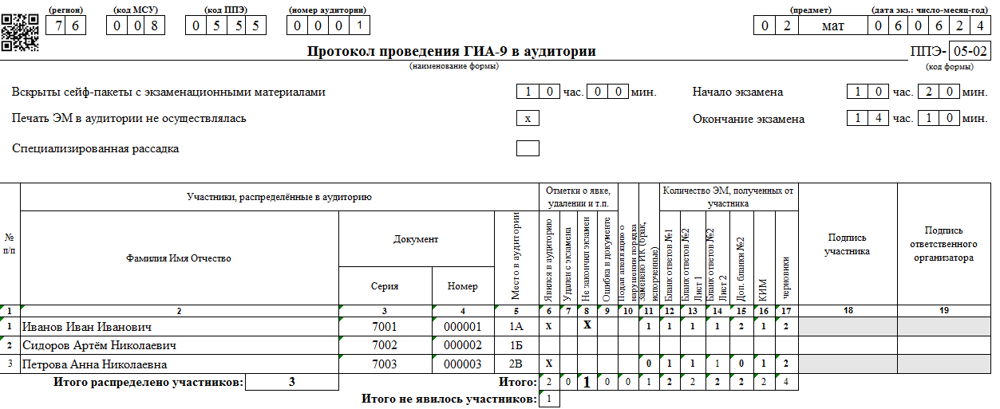 (регион) (код МСУ) (код ППЭ) (номер аудитории) (предмет) (дата экз.: число-месяц-год)
7 6 0 0 8 0 5 5 5 0 0 0 1 0 2 мат 0 6 0 6 2 4
Протокол проведения ГИА-9 в аудитории ППЭ- 05-02
(наименование формы) (код формы)
Вскрыты сейф-пакеты с экзаменационными материалами 1 0 час. 0 0 мин. Начало экзамена 1 0 час. 2 0 мин.
Печать ЭМ в аудитории не осуществлялась x Окончание экзамена 1 4 час. 1 0 мин.
Специализированная рассадка
№ п/п
Участники, распределённые в аудиторию
Фамилия Имя Отчество
Документ
Серия
Номер
Место в аудитории
Отметки о явке,
удалении и т.п.
Явился в аудиторию
Удален с экзамена
Не закончил экзамен
Ошибка в документе
Подал апелляцию о
нарушении порядка
Заменено ИК (брак,
испорченные)
Количество ЭМ, полученных от
участника
Бланк ответов №1
Бланк ответов №2
Лист 1
Бланк ответов №2
Лист 2
Доп. бланки №2
КИМ
черновики
Подпись
участника
Подпись
ответственного
организатора
1 2 3 4 5 6 7 8 9 10 11 12 13 14 15 16 17 18 19
1 Иванов Иван Иванович 7001 000001 1А x X 1 1 1 1 2 1 2
2 Сидоров Артём Николаевич 7002 000002 1Б
3 Петрова Анна Николаевна 7003 000003 2В X 0 1 1 1 0 1 2
Итого распределено участников: 3 Итого: 2 0 1 0 0 1 2 2 2 2 2 4
Итого не явилось участников: 1